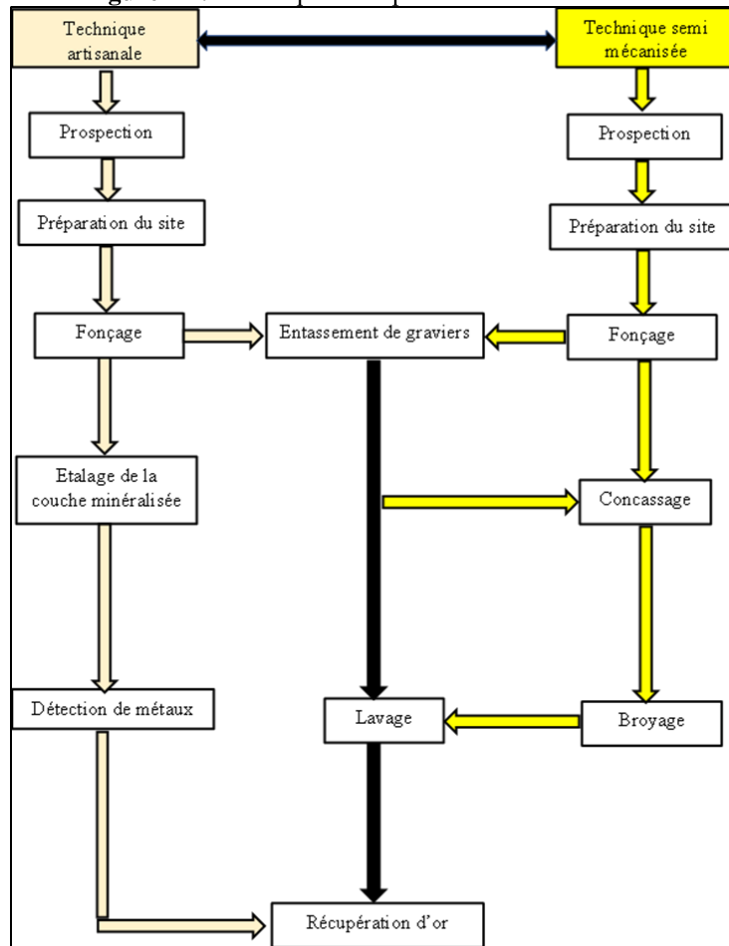 Technique
artisanale
Technique semi
mécanisée
Prospection
Prospection
Préparation du site
Préparation du site
Fonçage
Entassement de graviers
Fonçage
Etalage de la
couche minéralisée
Concassage
Détection de métaux
Lavage
Broyage
Récupération d’or